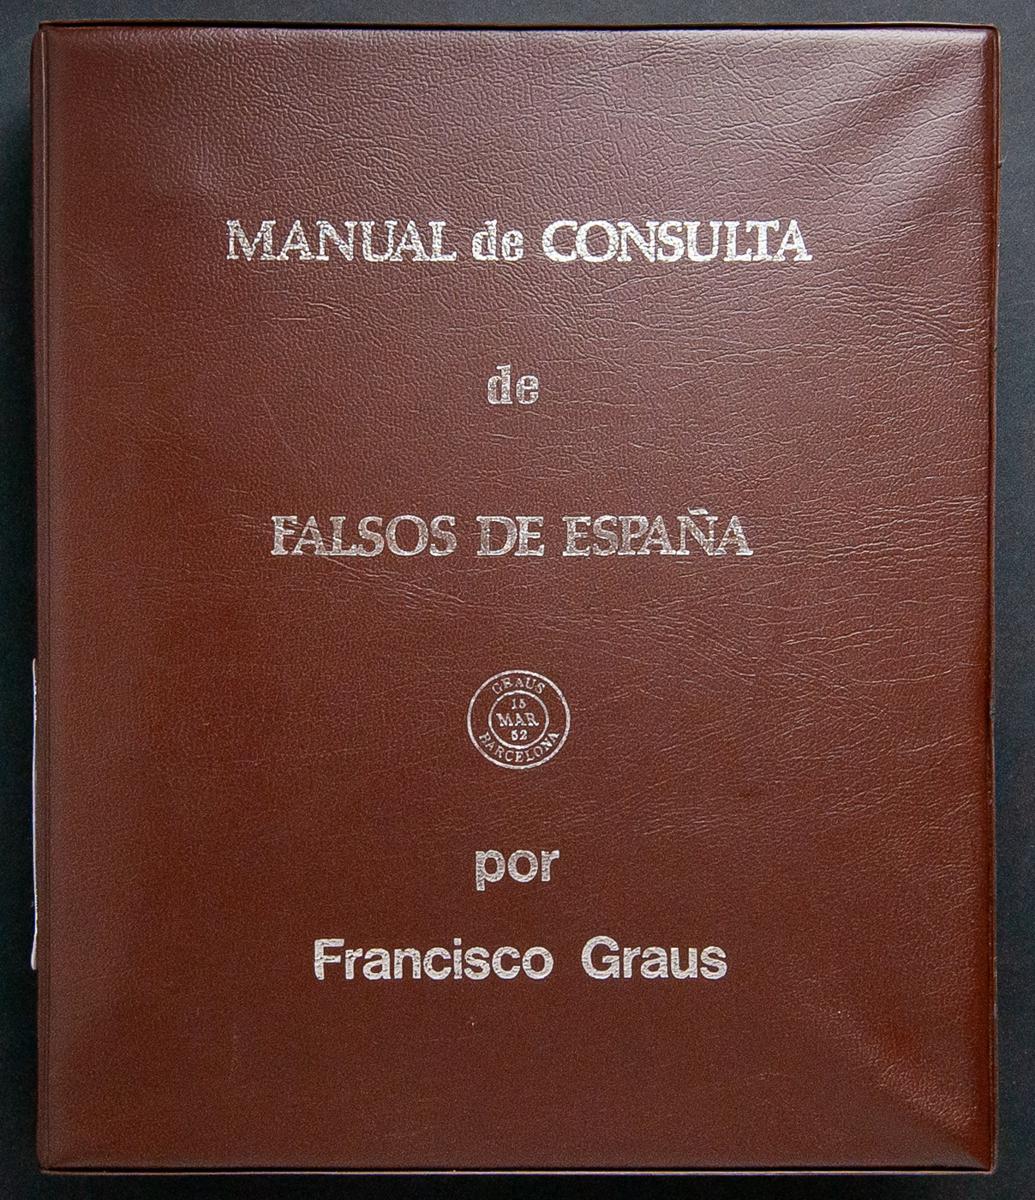 MANUAL de CONSULTA
de
FALSOS DE ESPAÑA
GRAUS
15
MAR
52
BARCELONA
por
Francisco Graus